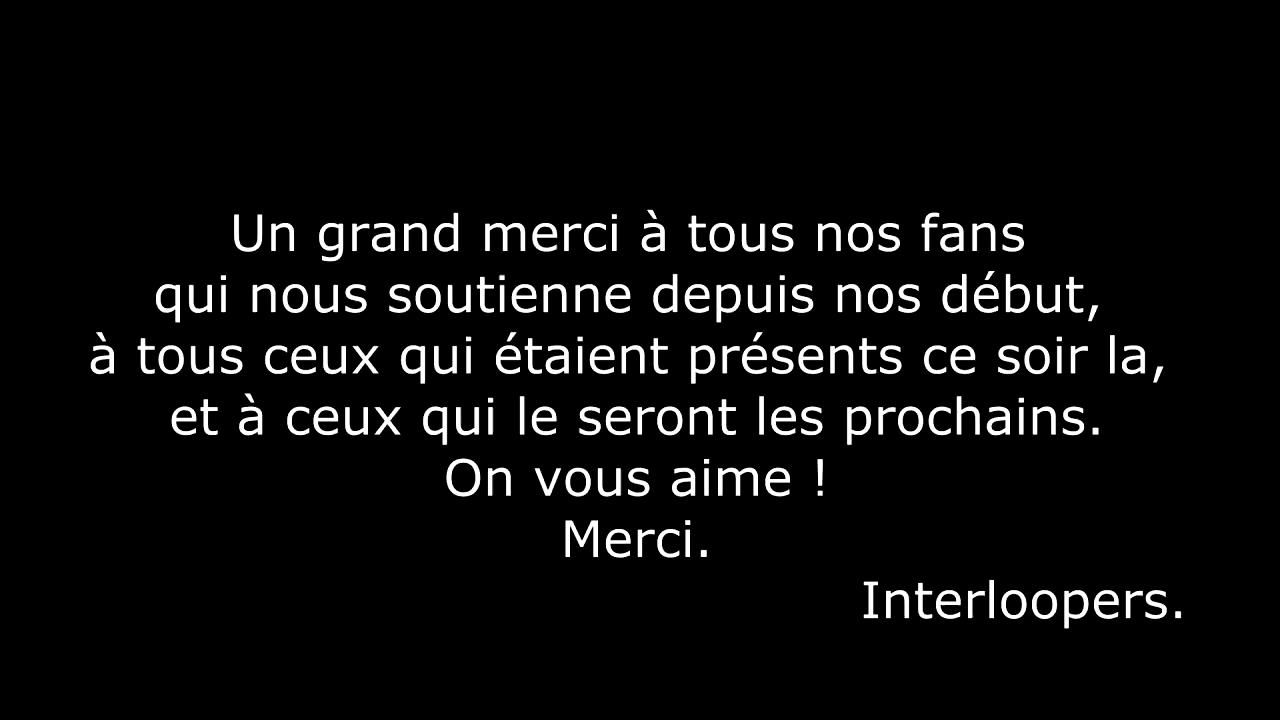 Un grand merci à tous nos fans
qui nous soutienne depuis nos début,
à tous ceux qui étaient présents ce soir la,
et à ceux qui le seront les prochains.
On vous aime !
Merci.
Interloopers.